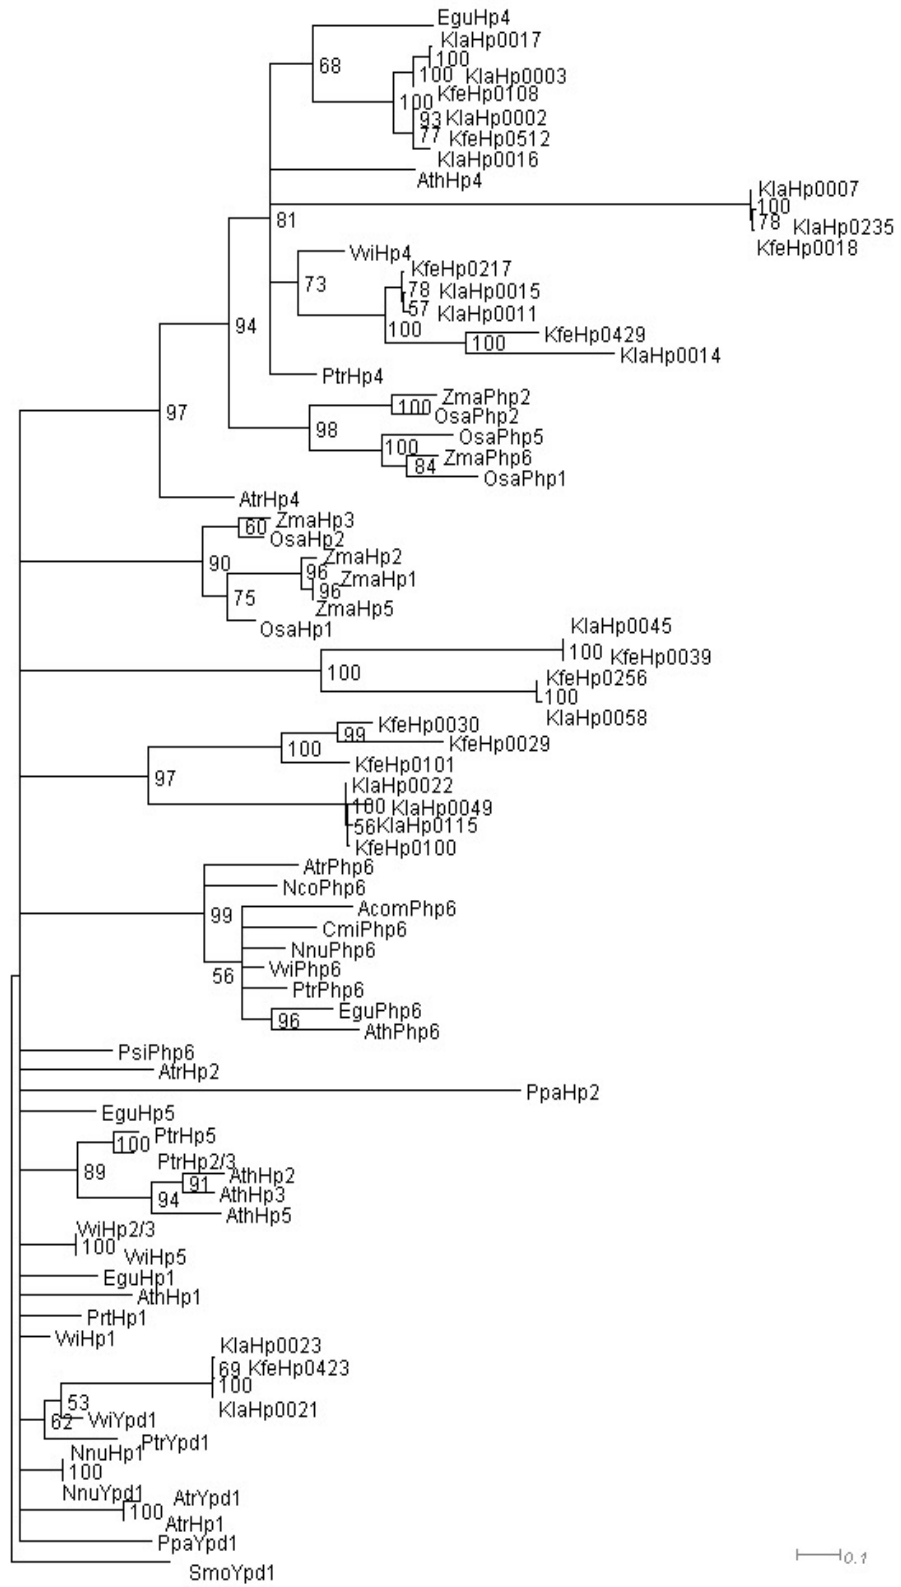 EguHp4
KlaHp0017
100
68
100 KlaHp0003
KfeHp0108
100
93 KlaHp0002
77 KfeHp0512
KlaHp0016
AthHp4
KlaHp0007
100
81
78 KlaHp0235
KfeHp0018
VviHp4
KfeHp0217
73
78 KlaHp0015
57 KlaHp0011
94
100
KfeHp0429
100
KlaHp0014
PtrHp4
ZmaPhp2
100
OsaPhp2
97
98
OsaPhp5
100
ZmaPhp6
84
OsaPhp1
AtrHp4
ZmaHp3
60
OsaHp2
ZmaHp2
90
96
ZmaHp1
96
75
ZmaHp5
OsaHp1
KlaHp0045
100 KfeHp0039
100
KfeHp0256
100
KlaHp0058
KfeHp0030
99
KfeHp0029
100
KfeHp0101
97
KlaHp0022
100 KlaHp0049
56 KlaHp0115
KfeHp0100
AtrPhp6
NcoPhp6
AcomPhp6
99
CmiPhp6
NnuPhp6
VviPhp6
56
PtrPhp6
EguPhp6
96
AthPhp6
PsiPhp6
AtrHp2
PpaHp2
EguHp5
PtrHp5
100
PtrHp2/3
89
AthHp2
91
AthHp3
94
AthHp5
VviHp2/3
100
VviHp5
EguHp1
AthHp1
PrtHp1
VviHp1
KlaHp0023
69 KfeHp0423
100
53
KlaHp0021
62
VviYpd1
PtrYpd1
NnuHp1
100
NnuYpd1
AtrYpd1
100
AtrHp1
PpaYpd1
0.1
SmoYpd1